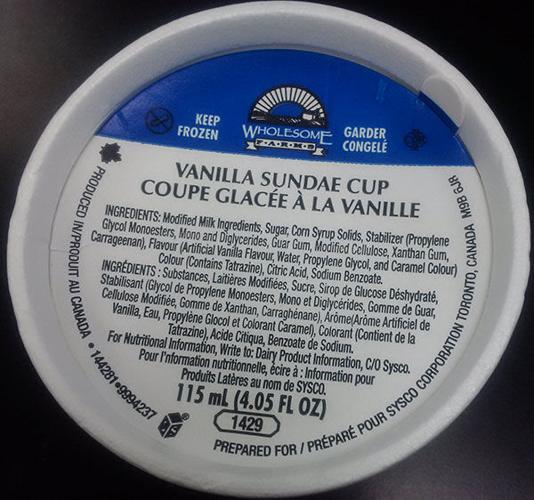 KEEP
FROZEN
WHOLESOME
FARMS
GARDER
CONGELÉ
VANILLA SUNDAE CUP
COUPE GLACÉE À LA VANILLE
INGREDIENTS: Modified Milk Ingredients, Sugar, Corn Syrup Solids, Stabilizer (Propylene
Glycol Monoesters, Mono and Diglycerides, Guar Gum, Modified Cellulose, Xanthan Gum,
Carrageenan), Flavour (Artificial Vanilla Flavour, Water, Propylene Glycol, and Caramel Colour)
Colour (Contains Tatrazine), Citric Acid, Sodium Benzoate.
INGRÉDIENTS : Substances, Laitières Modifiées, Sucre, Sirop de Glucose Déshydraté,
Stabilisant (Glycol de Propylene Monoesters, Mono et Diglycérides, Gomme de Guar,
Cellulose Modifiée, Gomme de Xanthan, Carraghénane), Arôme(Arôme Artificiel de
Vanilla, Eau, Propylène Glocol et Colorant Caramel), Colorant (Content de la
Tatrazine), Acide Citiqua, Benzoate de Sodium.
For Nutritional Information, Write to: Dairy Product Information, C/O Sysco.
Pour l'information nutritionnelle, ècire à : Information pour
Produits Latères au nom de SYSCO.
115 mL (4.05 FL OZ)
1429
PRODUCED IN/PRODUIT AU CANADA • 144281•9994237
PREPARED FOR / PRÉPARÉ POUR SYSCO CORPORATION TORONTO, CANADA M9B 6J8